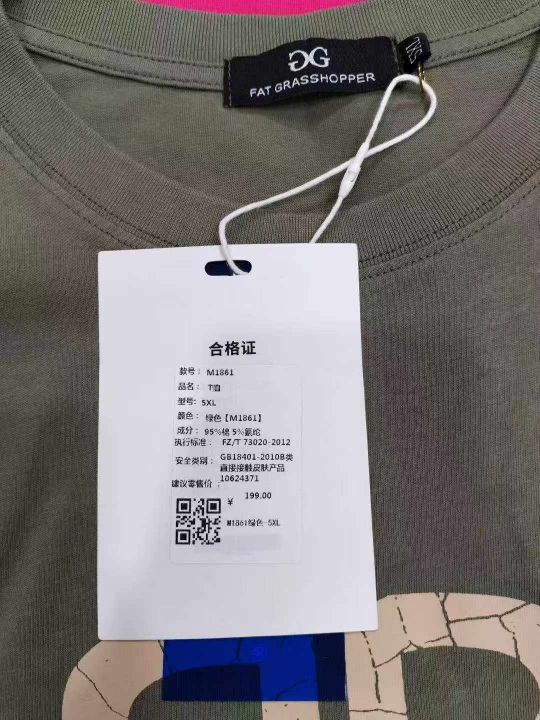 GG
FAT GRASSHOPPER
5XL
合格证
款号： M1861
品名： T恤
型号： 5XL
颜色： 绿色【M1861】
成分： 95%棉 5%氨纶
执行标准： FZ/T 73020-2012
安全类别： GB18401-2010B类
直接接触皮肤产品
10624371
建议零售价：
￥ 199.00
M1861绿色-5XL